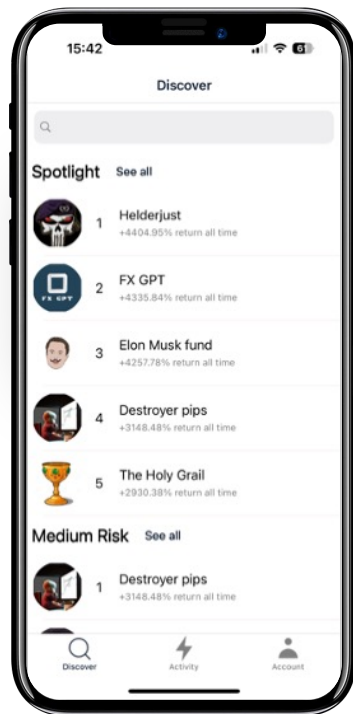 15:42
61
Discover
Spotlight See all
1
Helderjust
+4404.95% return all time
FX GPT
2
FX GPT
+4335.84% return all time
3
Elon Musk fund
+4257.78% return all time
4
Destroyer pips
+3148.48% return all time
5
The Holy Grail
+2930.38% return all time
Medium Risk See all
1
Destroyer pips
+3148.48% return all time
Discover
Activity
Account